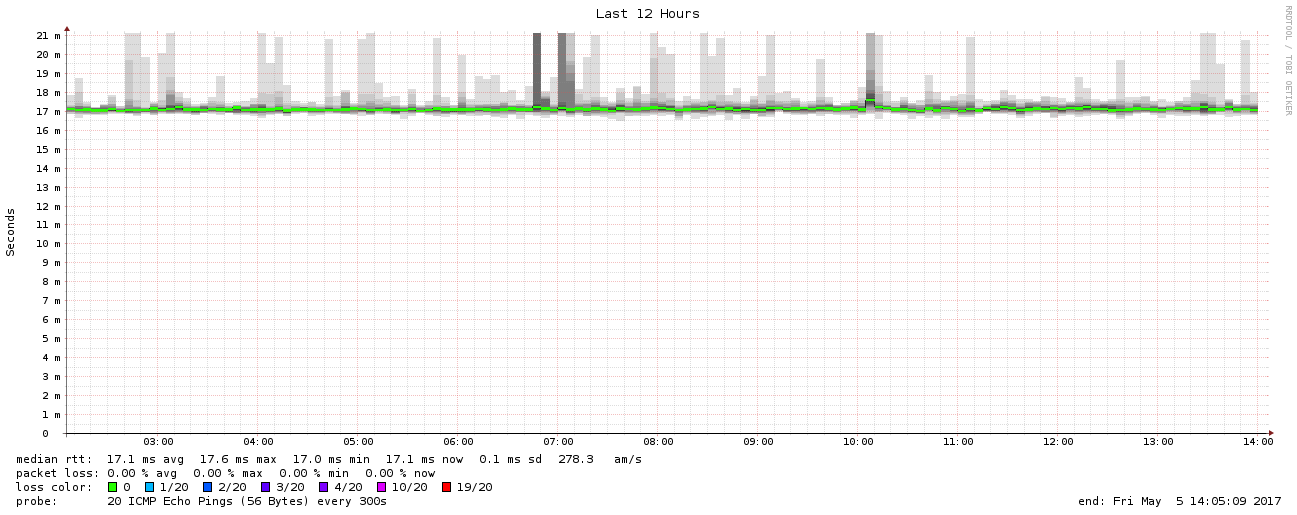 Last 12 Hours
RRDTOOL / TOBI OETIKER
Seconds
21 m
20 m
19 m
18 m
17 m
16 m
15 m
14 m
13 m
12 m
11 m
10 m
9 m
8 m
7 m
6 m
5 m
4 m
3 m
2 m
1 m
0
03:00 04:00 05:00 06:00 07:00 08:00 09:00 10:00 11:00 12:00 13:00 14:00
median rtt: 17.1 ms avg 17.6 ms max 17.0 ms min 17.1 ms now 0.1 ms sd 278.3 am/s
packet loss: 0.00 % avg 0.00 % max 0.00 % min 0.00 % now
loss color: 0 1/20 2/20 3/20 4/20 10/20 19/20
probe: 20 ICMP Echo Pings (56 Bytes) every 300s end: Fri May 5 14:05:09 2017